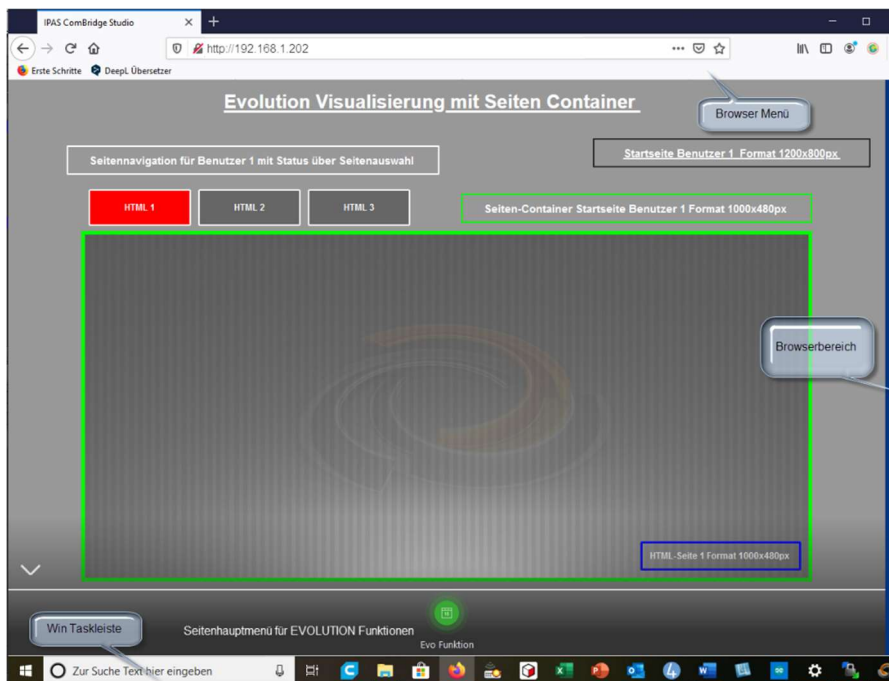 IPAS ComBridge Studio
http://192.168.1.202
Erste Schritte DeepL Übersetzer
Evolution Visualisierung mit Seiten Container
Browser Menü
Startseite Benutzer 1 Format 1200x800px
Seitennavigation für Benutzer 1 mit Status über Seitenauswahl
HTML 1
HTML 2
HTML 3
Seiten-Container Startseite Benutzer 1 Format 1000x480px
Browserbereich
HTML-Seite 1 Format 1000x480px
Win Taskleiste
Seitenhauptmenü für EVOLUTION Funktionen
Evo Funktion
Zur Suche Text hier eingeben